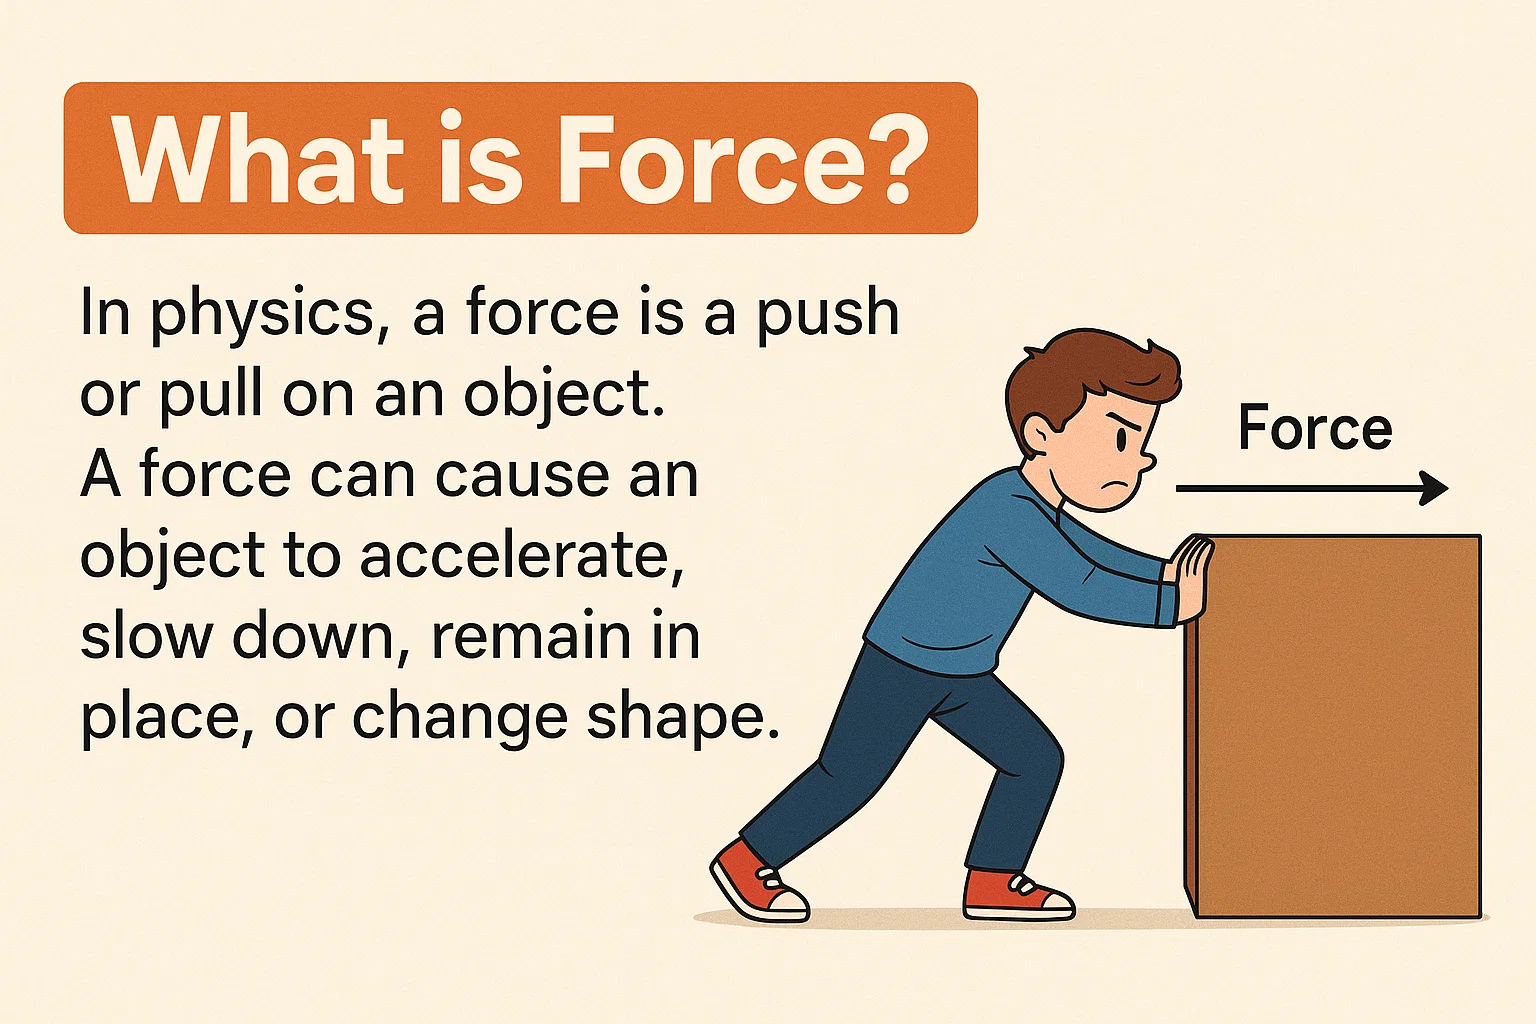 What is Force?
In physics, a force is a push
or pull on an object.
A force can cause an
object to accelerate,
slow down, remain in
place, or change shape.
Force